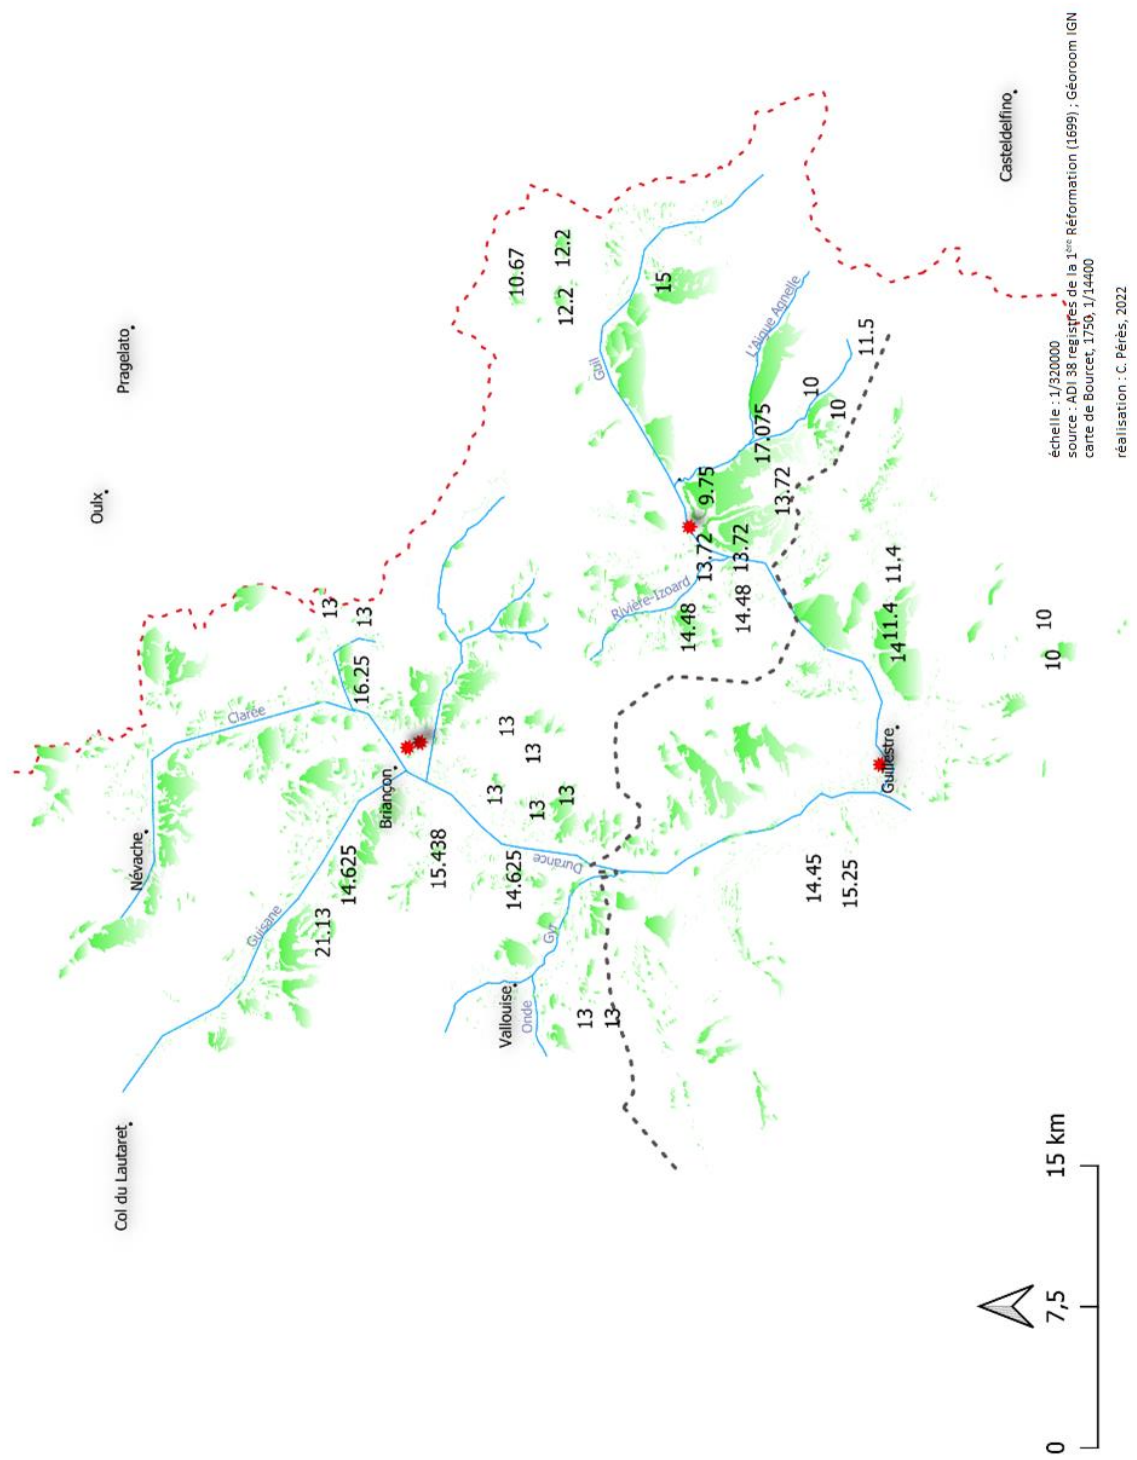 Col du Lautaret
Oulx
Pragelato
Névache
Clarée
Guisane
21.13
13
14.625
16.25
13
Briançon
15.438
13
Vallouise
13
14.625
10.67
Onde
13
13
Gyr
Durance
12.2
12.2
13
13
Guil
13
Rivière-Izoard
15
14.48
13.72
9.75
13.72
14.48
17.075
L'Aigue Agnelle
13.72
10
14.45
10
15.25
11.5
Guillestre
11.4
11.4
14
Casteldelfino
10
10
0 7,5 15 km
échelle : 1/320000
source : ADI 38 registres de la 1ère Réformation (1699) ; Géoroom IGN
carte de Bourcet, 1750, 1/14400
réalisation : C. Pérès, 2022